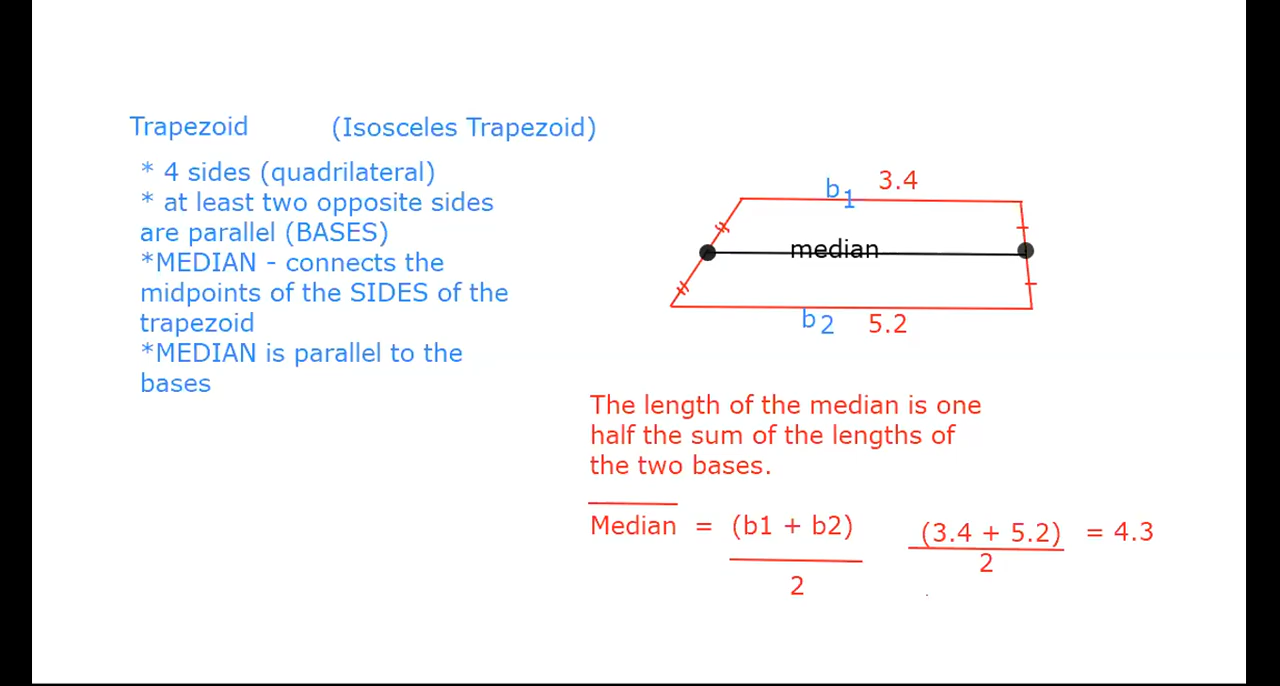 Trapezoid (Isosceles Trapezoid)
* 4 sides (quadrilateral)
* at least two opposite sides
are parallel (BASES)
*MEDIAN - connects the
midpoints of the SIDES of the
trapezoid
*MEDIAN is parallel to the
bases
b1 3.4
median
b2 5.2
The length of the median is one
half the sum of the lengths of
the two bases.
Median = (b1 + b2)
2
(3.4 + 5.2) = 4.3
2